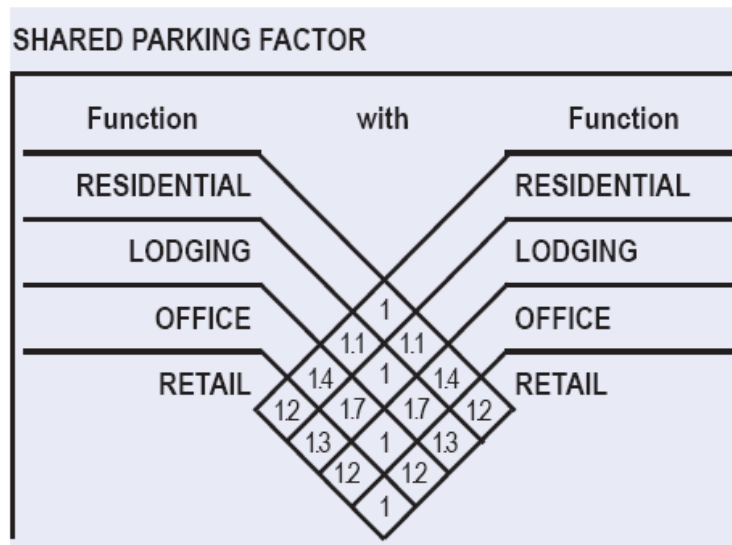 SHARED PARKING FACTOR
Function with Function
RESIDENTIAL RESIDENTIAL
LODGING LODGING
OFFICE OFFICE
RETAIL RETAIL
1
1.1 1.1
1
1.4 1.4
1.2 1.7 1.7 1.2
1.3 1 1.3
1.2 1.2
1